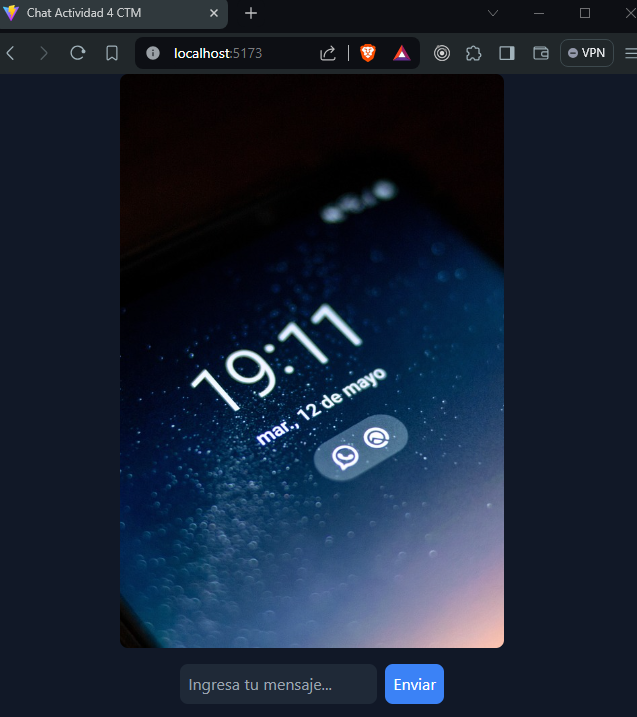 Chat Actividad 4 CTM
localhost:5173
VPN
19:11
mar., 12 de mayo
Ingresa tu mensaje...
Enviar